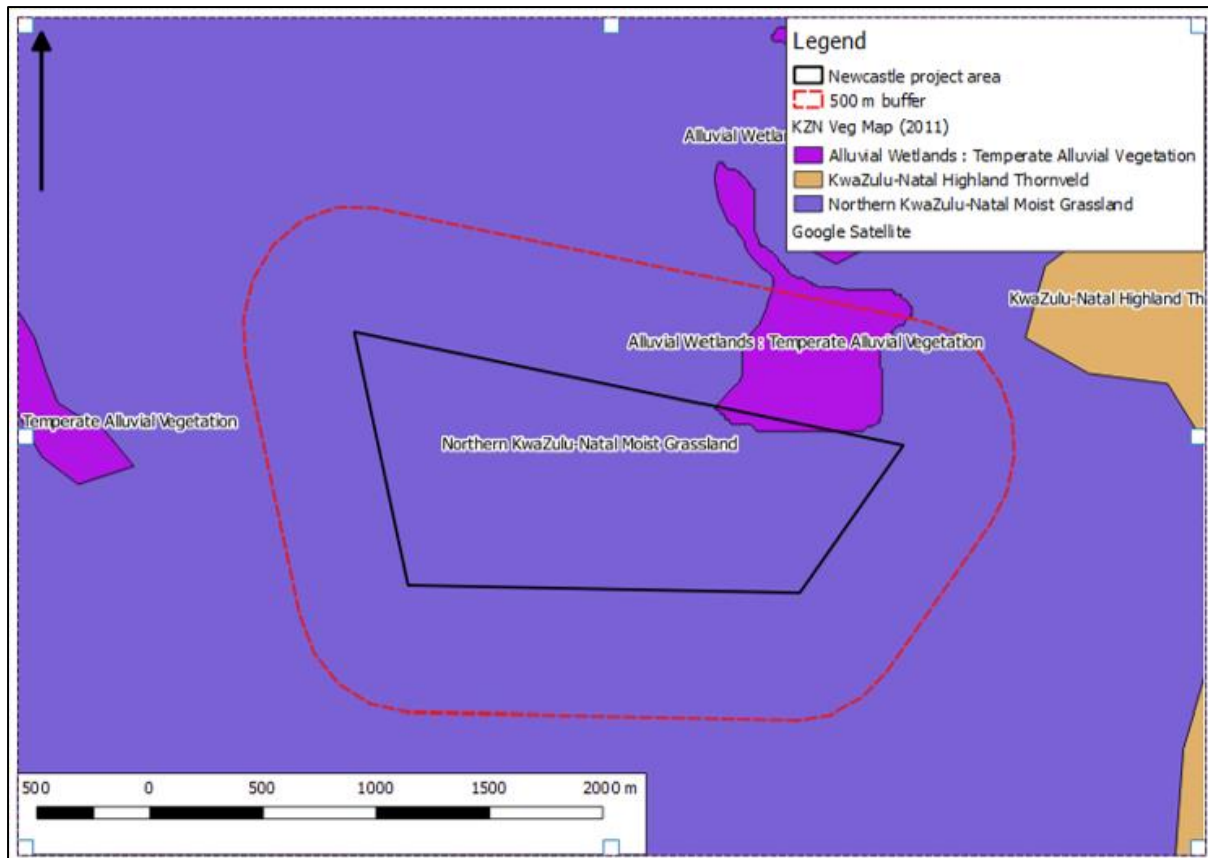 Legend
Newcastle project area
500 m buffer
KZN Veg Map (2011)
Alluvial Wetlands : Temperate Alluvial Vegetation
KwaZulu-Natal Highland Thornveld
Northern KwaZulu-Natal Moist Grassland
Google Satellite
Alluvial Wetla
KwaZulu-Natal Highland Th
Alluvial Wetlands : Temperate Alluvial Vegetation
Temperate Alluvial Vegetation
Northern KwaZulu-Natal Moist Grassland
500 0 500 1000 1500 2000 m